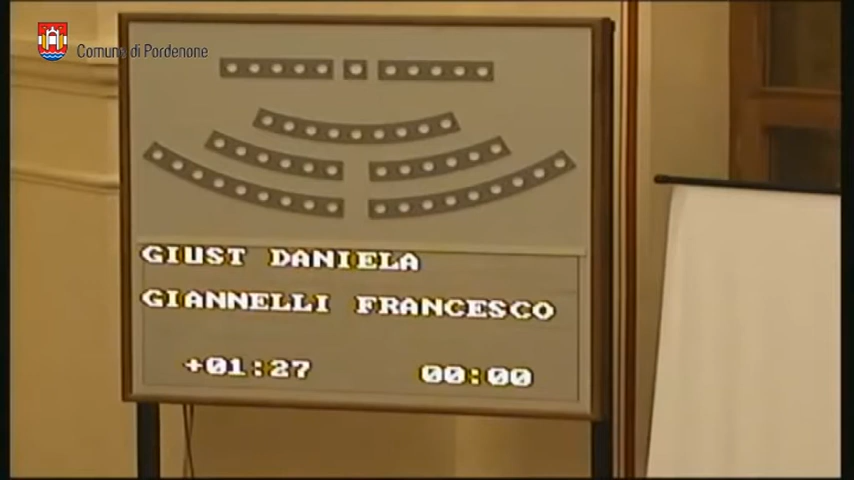 Comune di Pordenone
GIUST DANIELA
GIANNELLI FRANCESCO
+01:27 00:00